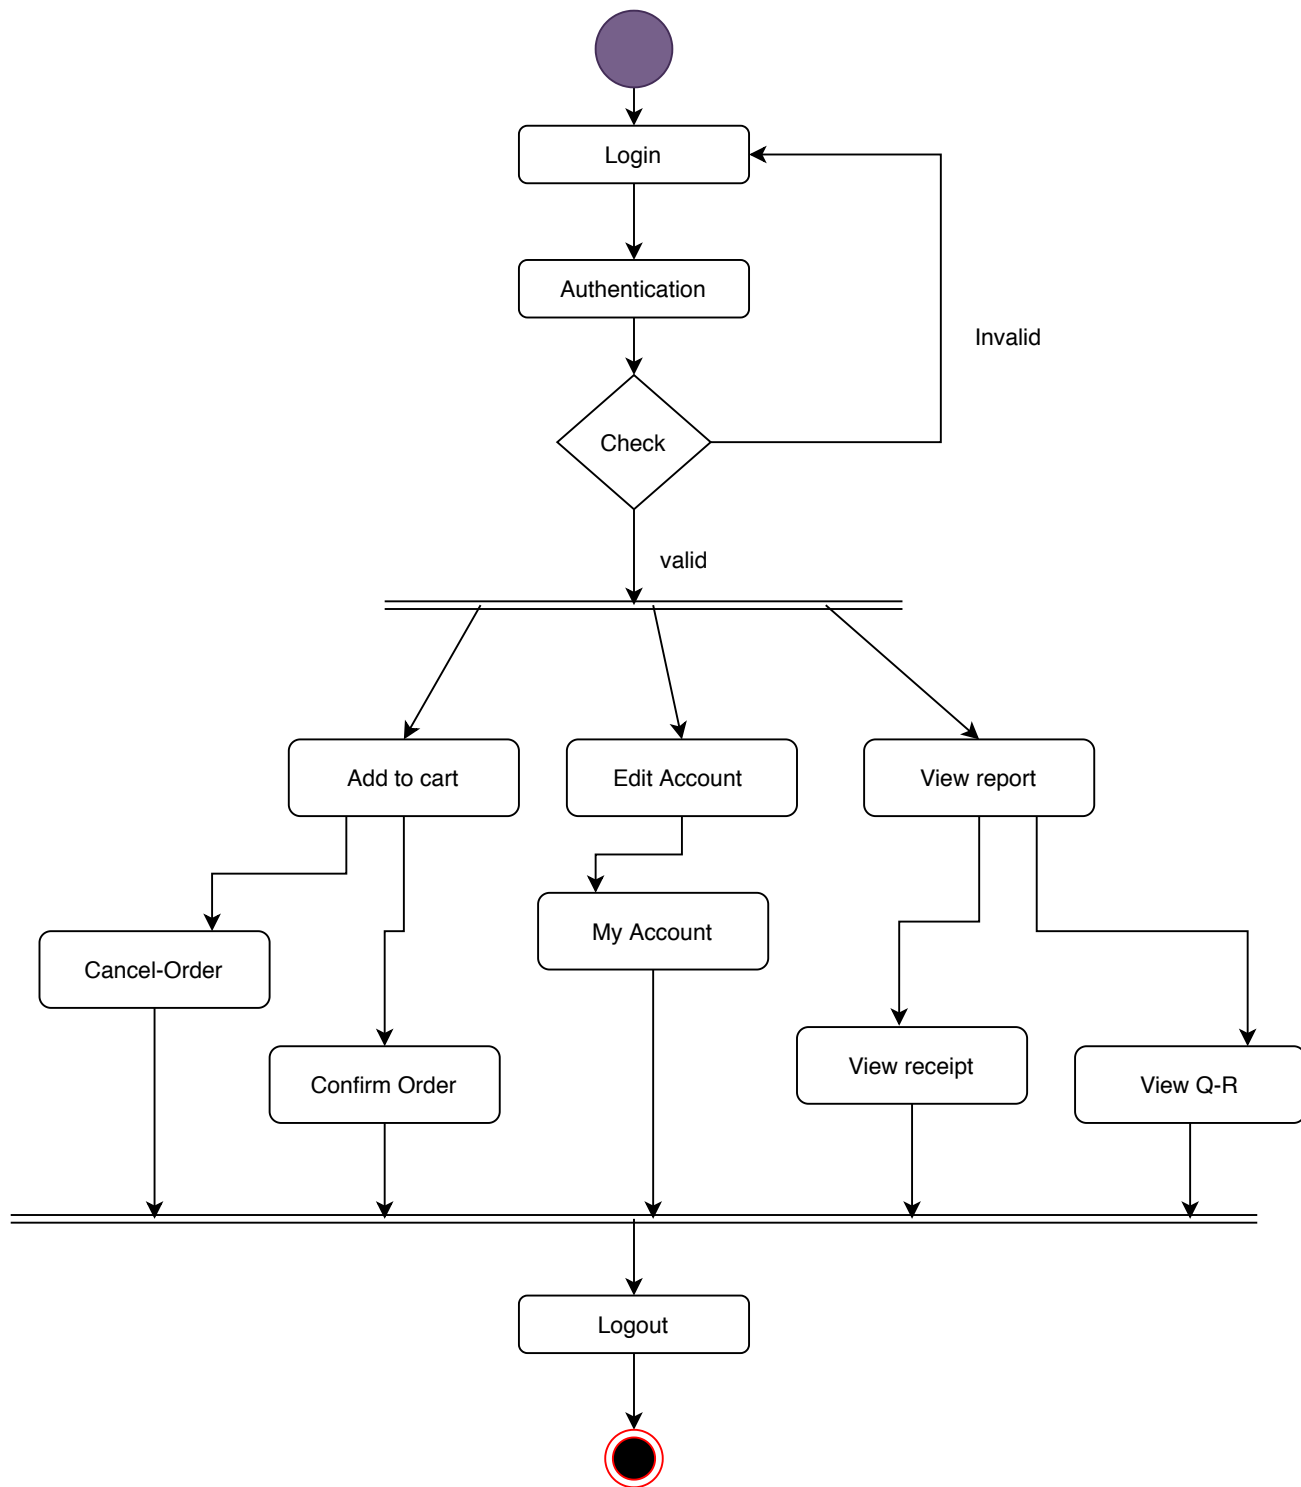 Login
Authentication
Invalid
Check
valid
Add to cart
Edit Account
View report
My Account
Cancel-Order
View receipt
Confirm Order
View Q-R
Logout